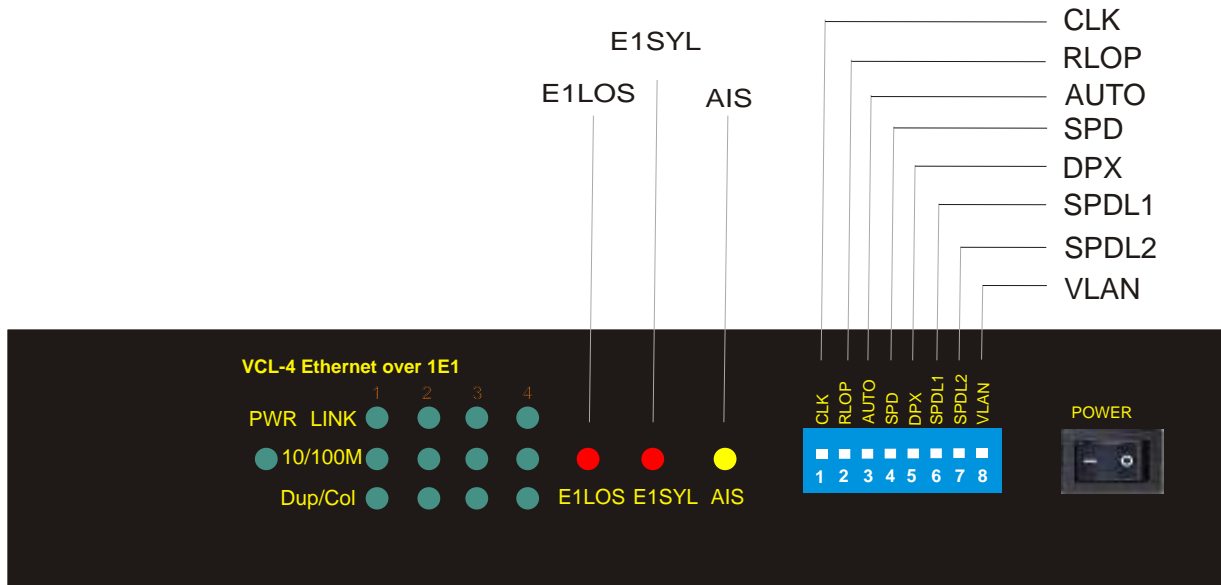 CLK
E1SYL
RLOP
E1LOS
AIS
AUTO
SPD
DPX
SPDL1
SPDL2
VLAN
VCL-4 Ethernet over 1E1
1 2 3 4
PWR LINK
10/100M
Dup/Col
E1LOS E1SYL AIS
CLK
RLOP
AUTO
SPD
DPX
SPDL1
SPDL2
VLAN
1 2 3 4 5 6 7 8
POWER